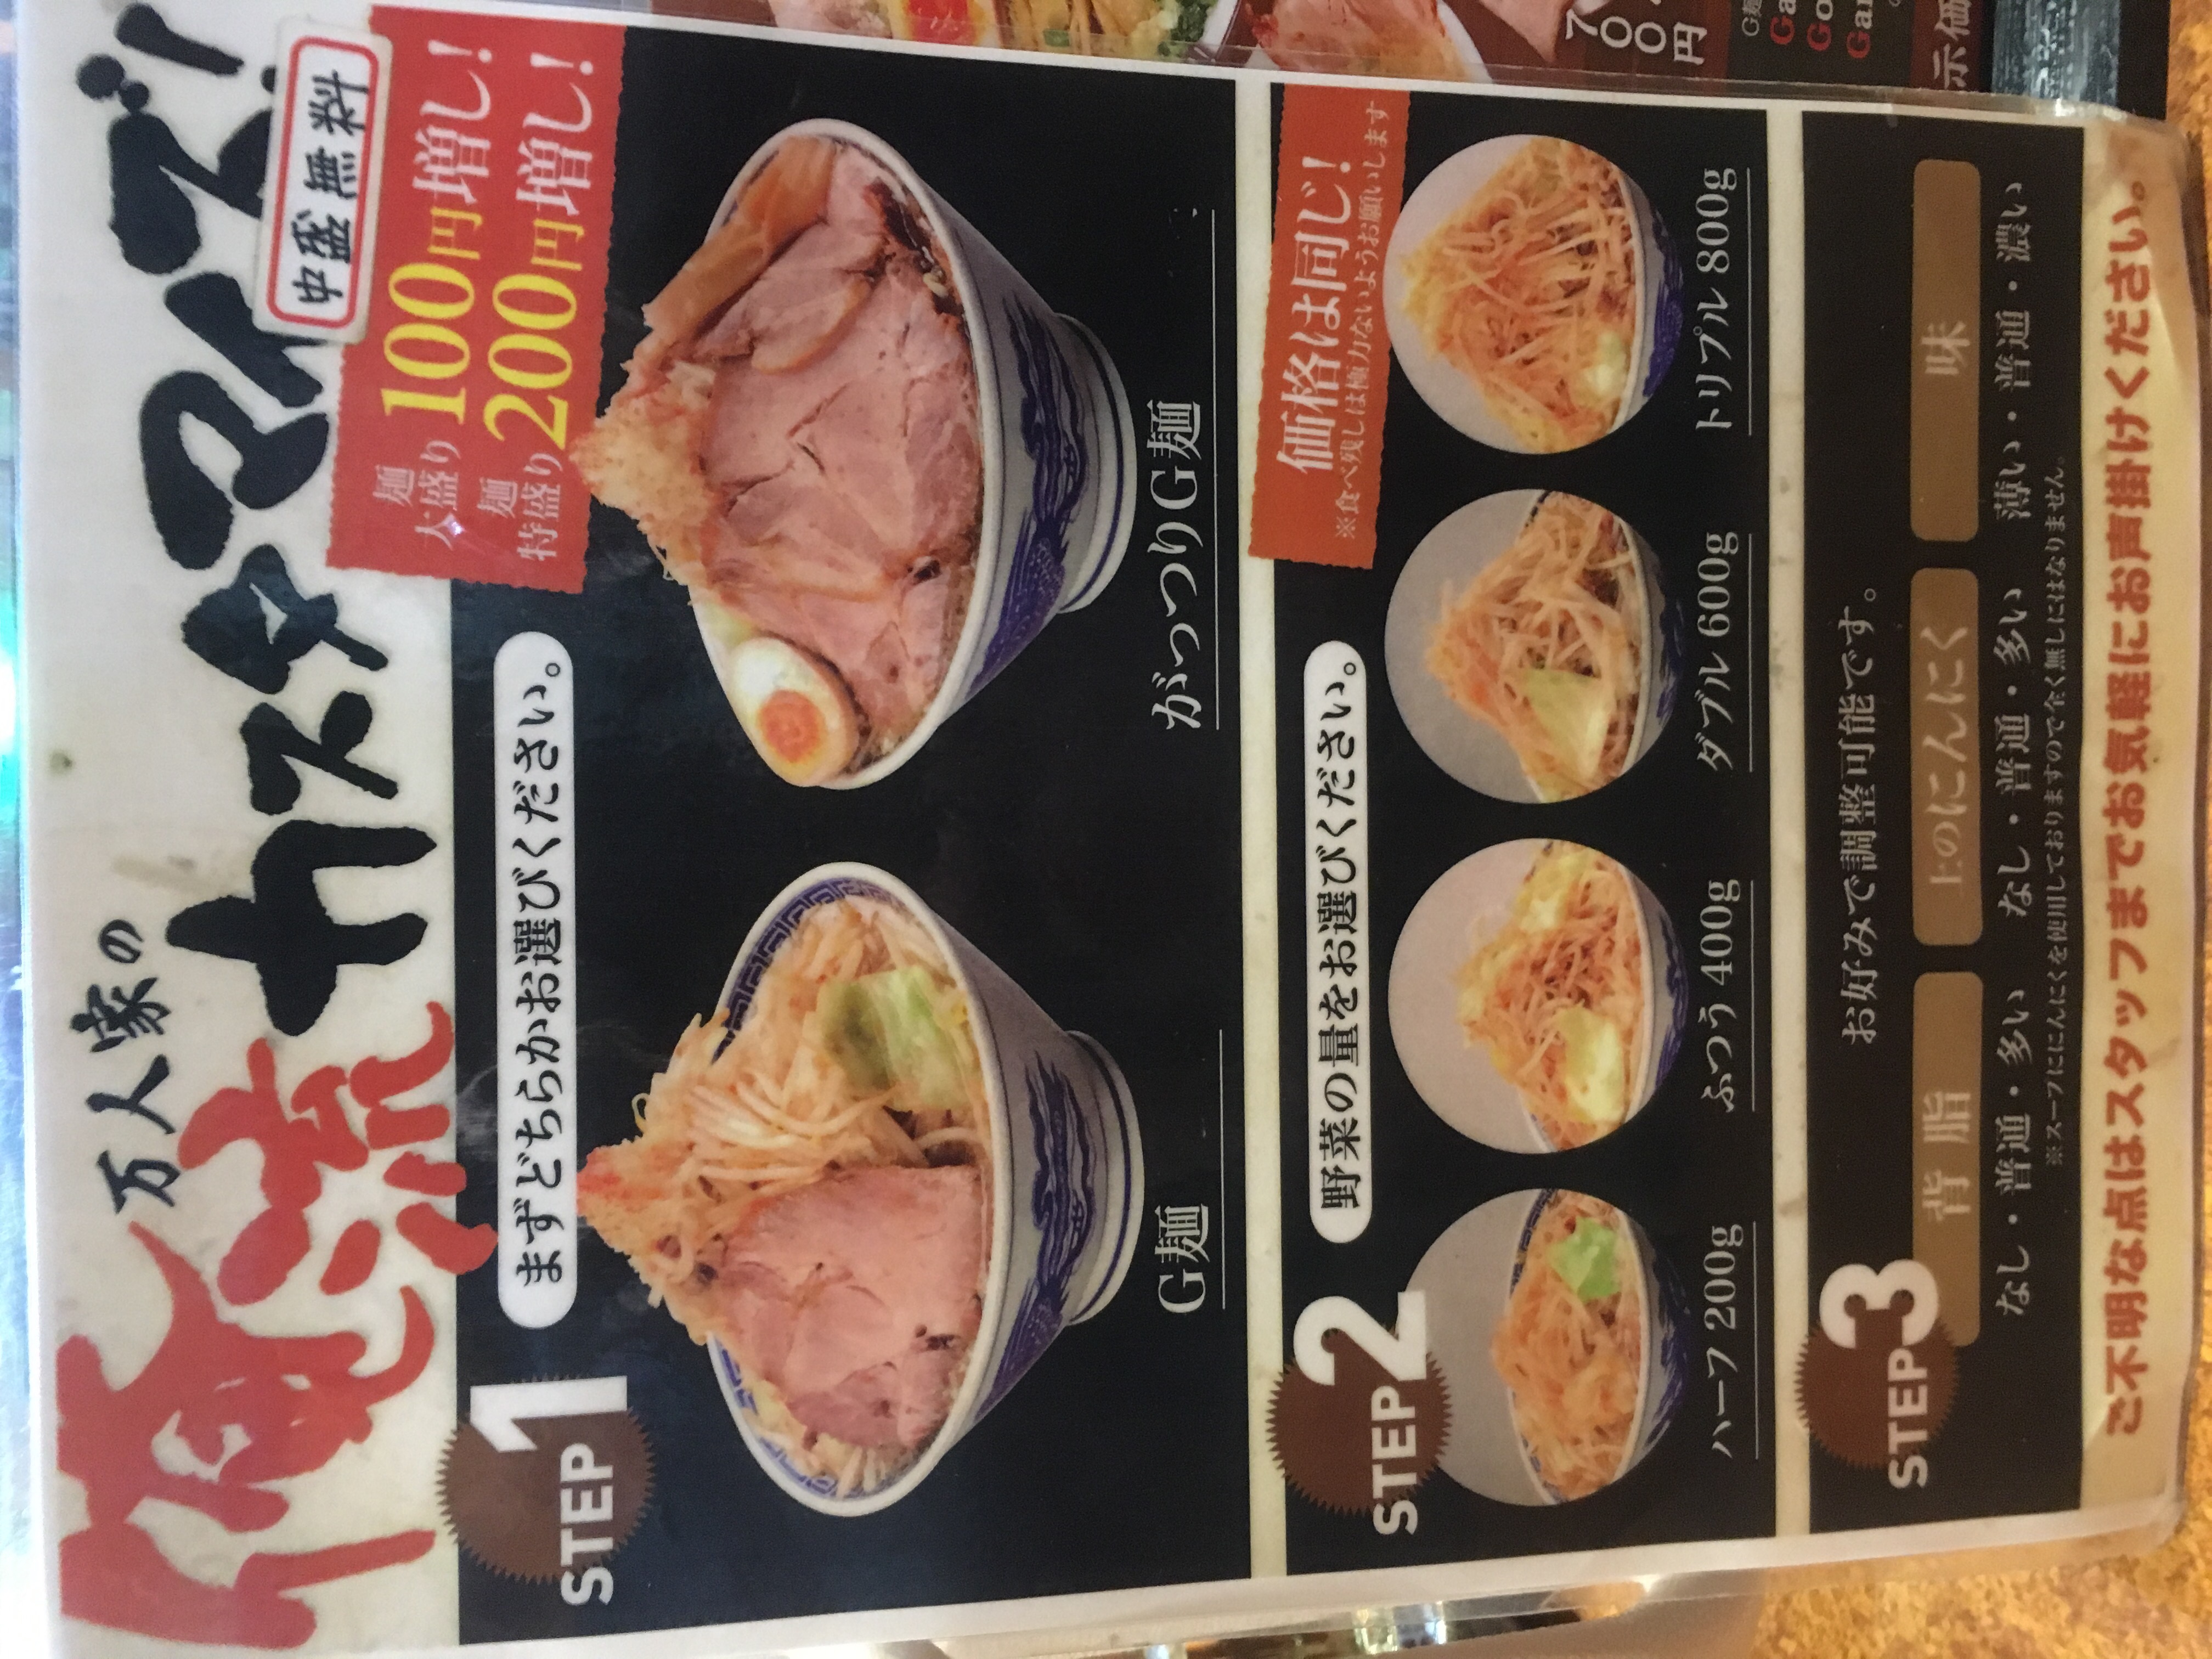 万人家の
俺流カスタマイズ!
中盛無料
麺大盛り100円増し!
麺特盛り200円増し!
STEP1
まずどちらかお選びください。
G麺
がっつりG麺
STEP2
野菜の量をお選びください。
価格は同じ!
※食べ残しは極力ないようお願いします
ハーフ 200g
ふつう 400g
ダブル 600g
トリプル 800g
STEP3
お好みで調整可能です。
背脂
上のにんにく
味
なし・普通・多い
なし・普通・多い
薄い・普通・濃い
※スープににんにくを使用しておりますので全く無しにはなりません。
ご不明な点はスタッフまでお気軽にお声掛けください。
700円